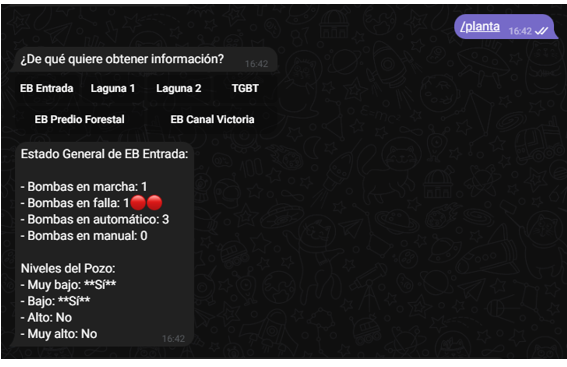 /planta
16:42
¿De qué quiere obtener información?
16:42
EB Entrada Laguna 1 Laguna 2 TGBT
EB Predio Forestal EB Canal Victoria
Estado General de EB Entrada:
- Bombas en marcha: 1
- Bombas en falla: 1🔴🔴
- Bombas en automático: 3
- Bombas en manual: 0
Niveles del Pozo:
- Muy bajo: **Sí**
- Bajo: **Sí**
- Alto: No
- Muy alto: No
16:42